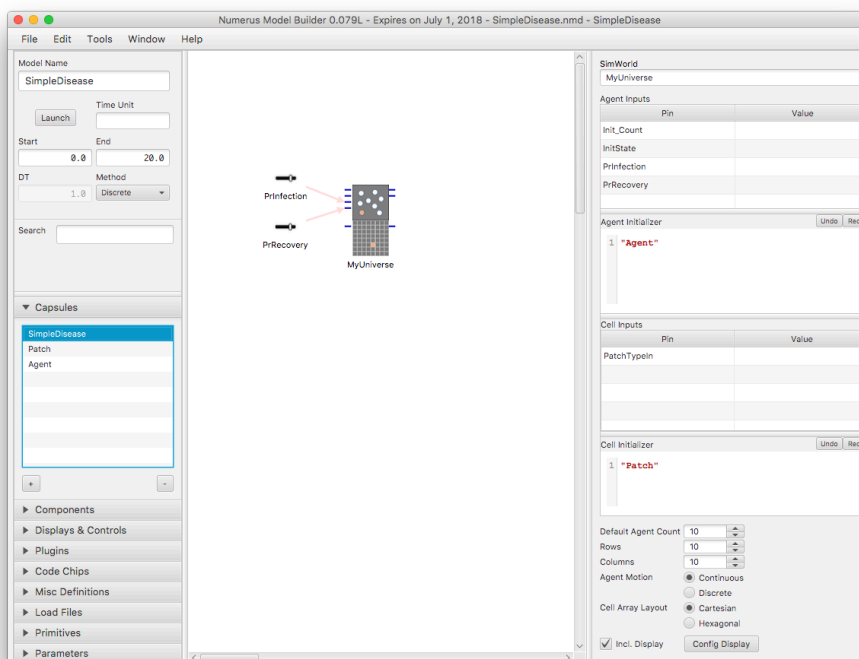 Numerus Model Builder 0.079L - Expires on July 1, 2018 - SimpleDisease.nmd - SimpleDisease
File Edit Tools Window Help
Model Name
SimpleDisease
Time Unit
Launch
Start End
0.0 20.0
DT Method
1.0 Discrete
Search
Capsules
SimpleDisease
Patch
Agent
+ -
Components
Displays & Controls
Plugins
Code Chips
Misc Definitions
Load Files
Primitives
Parameters
PrInfection
PrRecovery
MyUniverse
SimWorld
MyUniverse
Agent Inputs
Pin Value
Init_Count
InitState
PrInfection
PrRecovery
Agent Initializer Undo Rec
1 "Agent"
Cell Inputs
Pin Value
PatchTypeIn
Cell Initializer Undo Rec
1 "Patch"
Default Agent Count 10
Rows 10
Columns 10
Agent Motion Continuous
Discrete
Cell Array Layout Cartesian
Hexagonal
Incl. Display Config Display